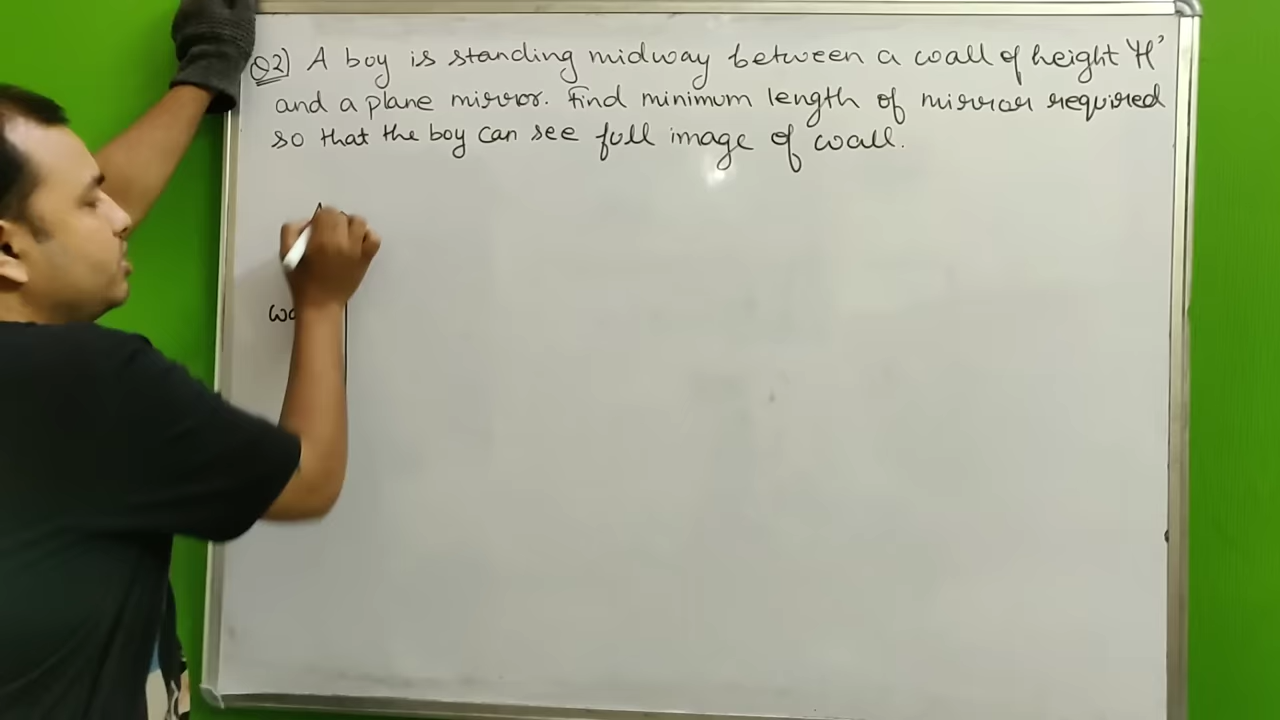 Q2) A boy is standing midway between a wall of height 'H'
and a plane mirror. Find minimum length of mirror required
so that the boy can see full image of wall.